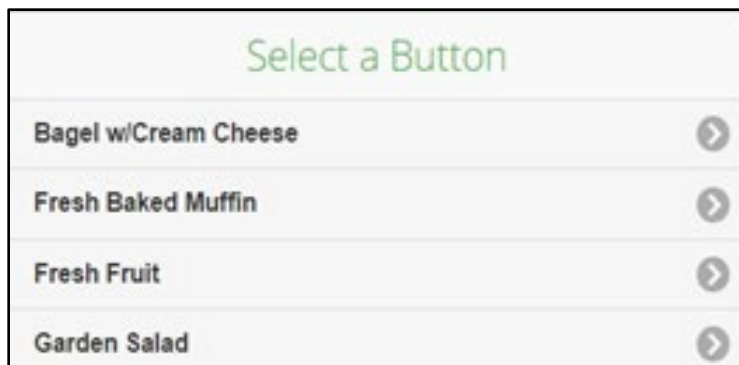 Select a Button
Bagel w/Cream Cheese
Fresh Baked Muffin
Fresh Fruit
Garden Salad